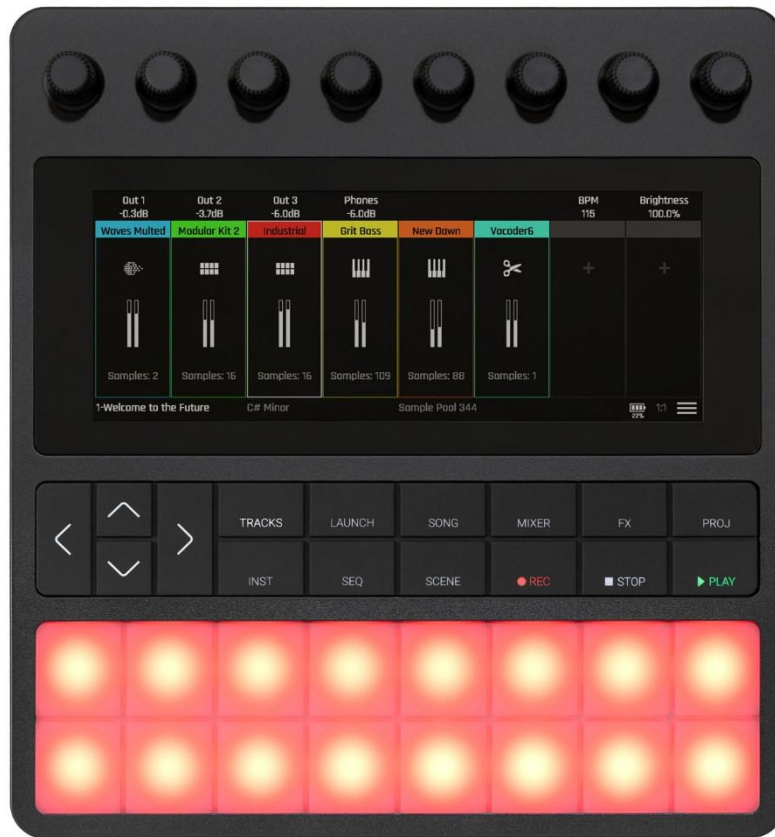 Out 1 Out 2 Out 3 Phones BPM Brightness
-0.3dB -3.7dB -6.0dB -6.0dB 115 100.0%
Waves Multed Modular Kit 2 Industrial Grit Bass New Dawn Vocoder6
+ +
Samples: 2 Samples: 16 Samples: 16 Samples: 109 Samples: 88 Samples: 1
1-Welcome to the Future C# Minor Sample Pool 344 22% 1:1
TRACKS LAUNCH SONG MIXER FX PROJ
INST SEQ SCENE REC STOP PLAY